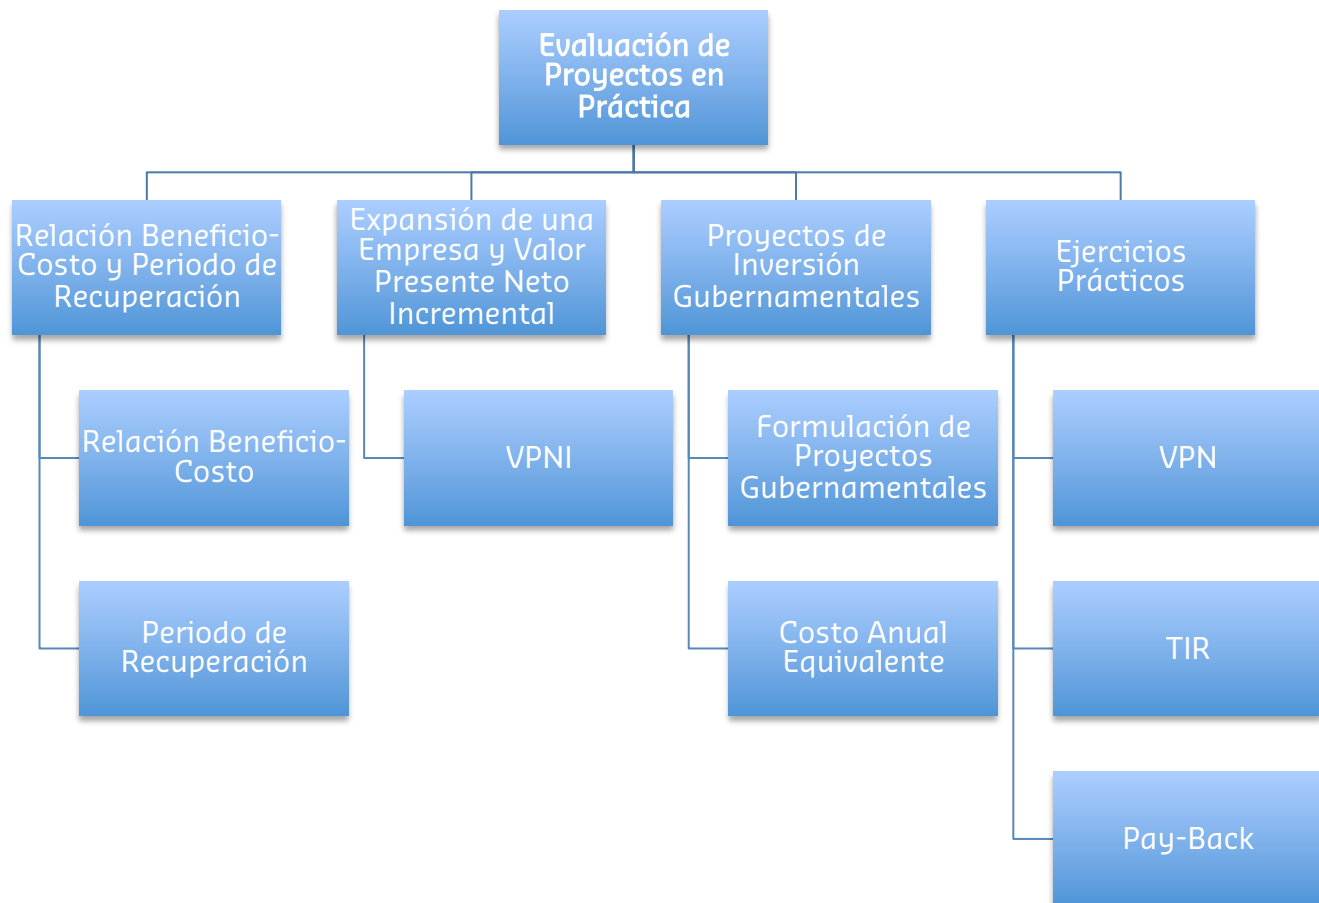 Evaluación de
Proyectos en
Práctica
Relación Beneficio-
Costo y Periodo de
Recuperación
Expansión de una
Empresa y Valor
Presente Neto
Incremental
Proyectos de
Inversión
Gubernamentales
Ejercicios
Prácticos
Relación Beneficio-
Costo
VPNI
Formulación de
Proyectos
Gubernamentales
VPN
Periodo de
Recuperación
Costo Anual
Equivalente
TIR
Pay-Back